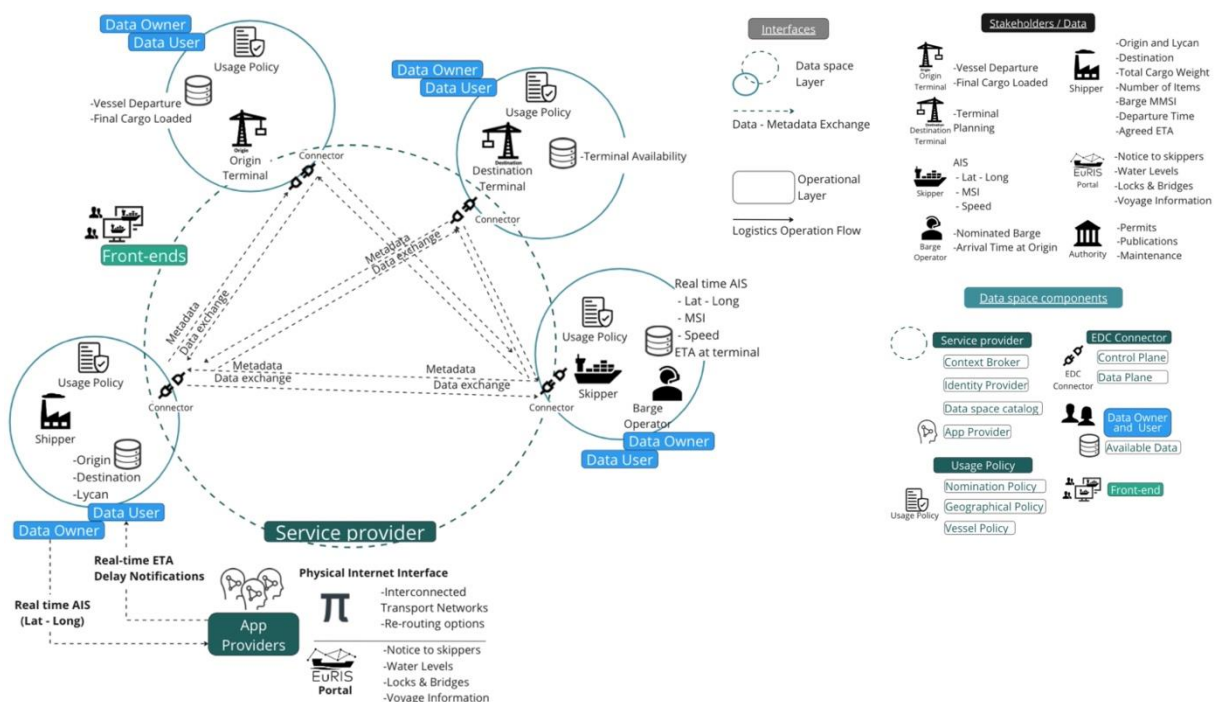 Data Owner
Data User
Usage Policy
-Vessel Departure
-Final Cargo Loaded
Origin
Origin
Terminal
Connector
Data Owner
Data User
Usage Policy
Destination
Destination
Terminal
-Terminal Availability
Connector
Front-ends
Metadata
Data exchange
Metadata
Data exchange
Metadata
Data exchange
Metadata
Data exchange
Usage Policy
Shipper
Connector
-Origin
-Destination
-Lycan
Data User
Data Owner
Real time AIS
- Lat - Long
- MSI
- Speed
ETA at terminal
Usage Policy
Skipper
Barge
Operator
Connector
Data Owner
Data User
Service provider
Real-time ETA
Delay Notifications
Real time AIS
(Lat - Long)
App
Providers
Physical Internet Interface
π
-Interconnected
Transport Networks
-Re-routing options
EuRIS
Portal
-Notice to skippers
-Water Levels
-Locks & Bridges
-Voyage Information
Interfaces
Data space
Layer
Data - Metadata Exchange
Operational
Layer
Logistics Operation Flow
Stakeholders / Data
Origin
Origin
Terminal
-Vessel Departure
-Final Cargo Loaded
Destination
Destination
Terminal
-Terminal
Planning
Skipper
AIS
- Lat - Long
- MSI
- Speed
Barge
Operator
-Nominated Barge
-Arrival Time at Origin
Shipper
-Origin and Lycan
-Destination
-Total Cargo Weight
-Number of Items
-Barge MMSI
-Departure Time
-Agreed ETA
EuRIS
Portal
-Notice to skippers
-Water Levels
-Locks & Bridges
-Voyage Information
Authority
-Permits
-Publications
-Maintenance
Data space components
Service provider
Context Broker
Identity Provider
Data space catalog
App Provider
Usage Policy
Usage Policy
Nomination Policy
Geographical Policy
Vessel Policy
EDC Connector
EDC
Connector
Control Plane
Data Plane
Data Owner
and User
Available Data
Front-end